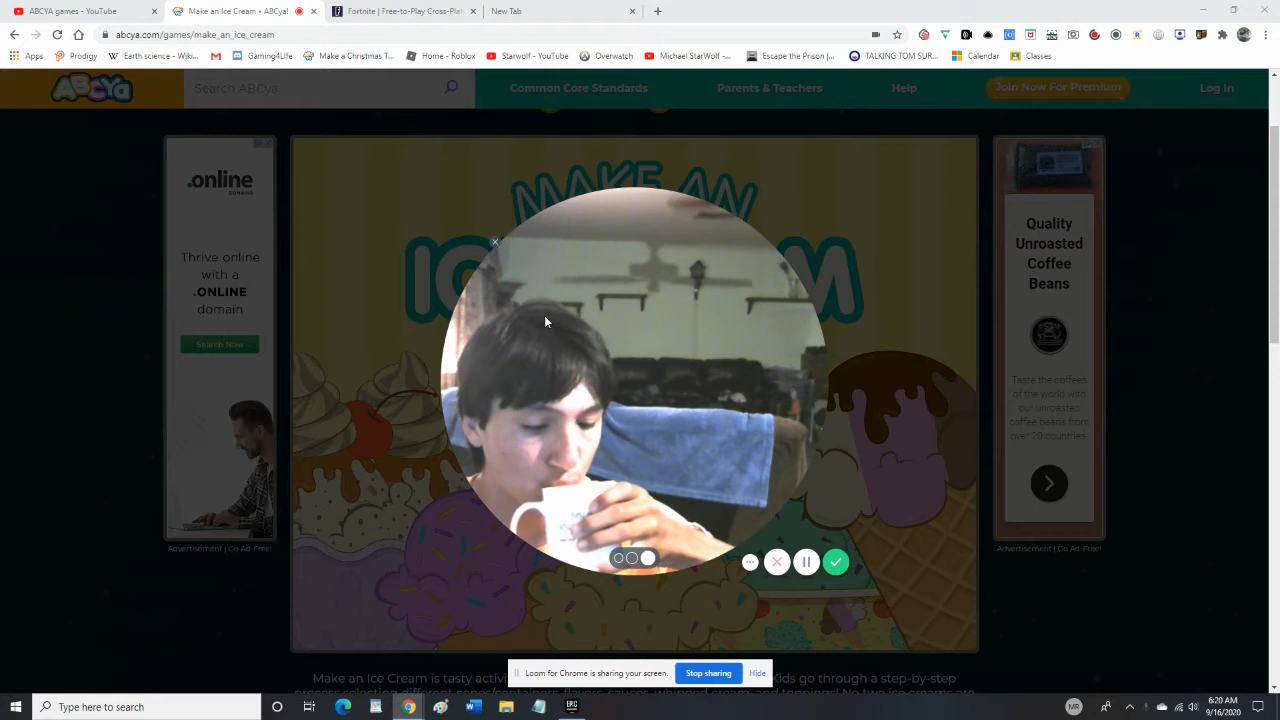 ABCYA games - YouTube
Make an Ice Cream • ABCya!
Fortnite | Free-to-Play Cross-Plat
New Tab
abcya.com/games/make_an_ice_cream
Apps
Prodigy
Earth science - Wiki...
Gaming4Life
Make a Christmas T...
Home - Roblox
Starwolf - YouTube
Overwatch
Michael StarWolf -...
Escape the Prison |...
TALKING TOM SUR...
Calendar
Classes
ABCya
Search ABCya
Common Core Standards
Parents & Teachers
Help
Join Now For Premium
Log In
MAKE AN
.online
DOMAINS
Thrive online
with a
.ONLINE
domain
Search Now
Advertisement | Go Ad-Free!
Quality
Unroasted
Coffee
Beans
Taste the coffees
of the world with
our unroasted
coffee beans from
over 20 countries.
Advertisement | Go Ad-Free!
Loom for Chrome is sharing your screen.
Stop sharing
Hide
Make an Ice Cream is tasty activi
Kids go through a step-by-step
Type here to search
EPIC
MR
6:20 AM
9/16/2020